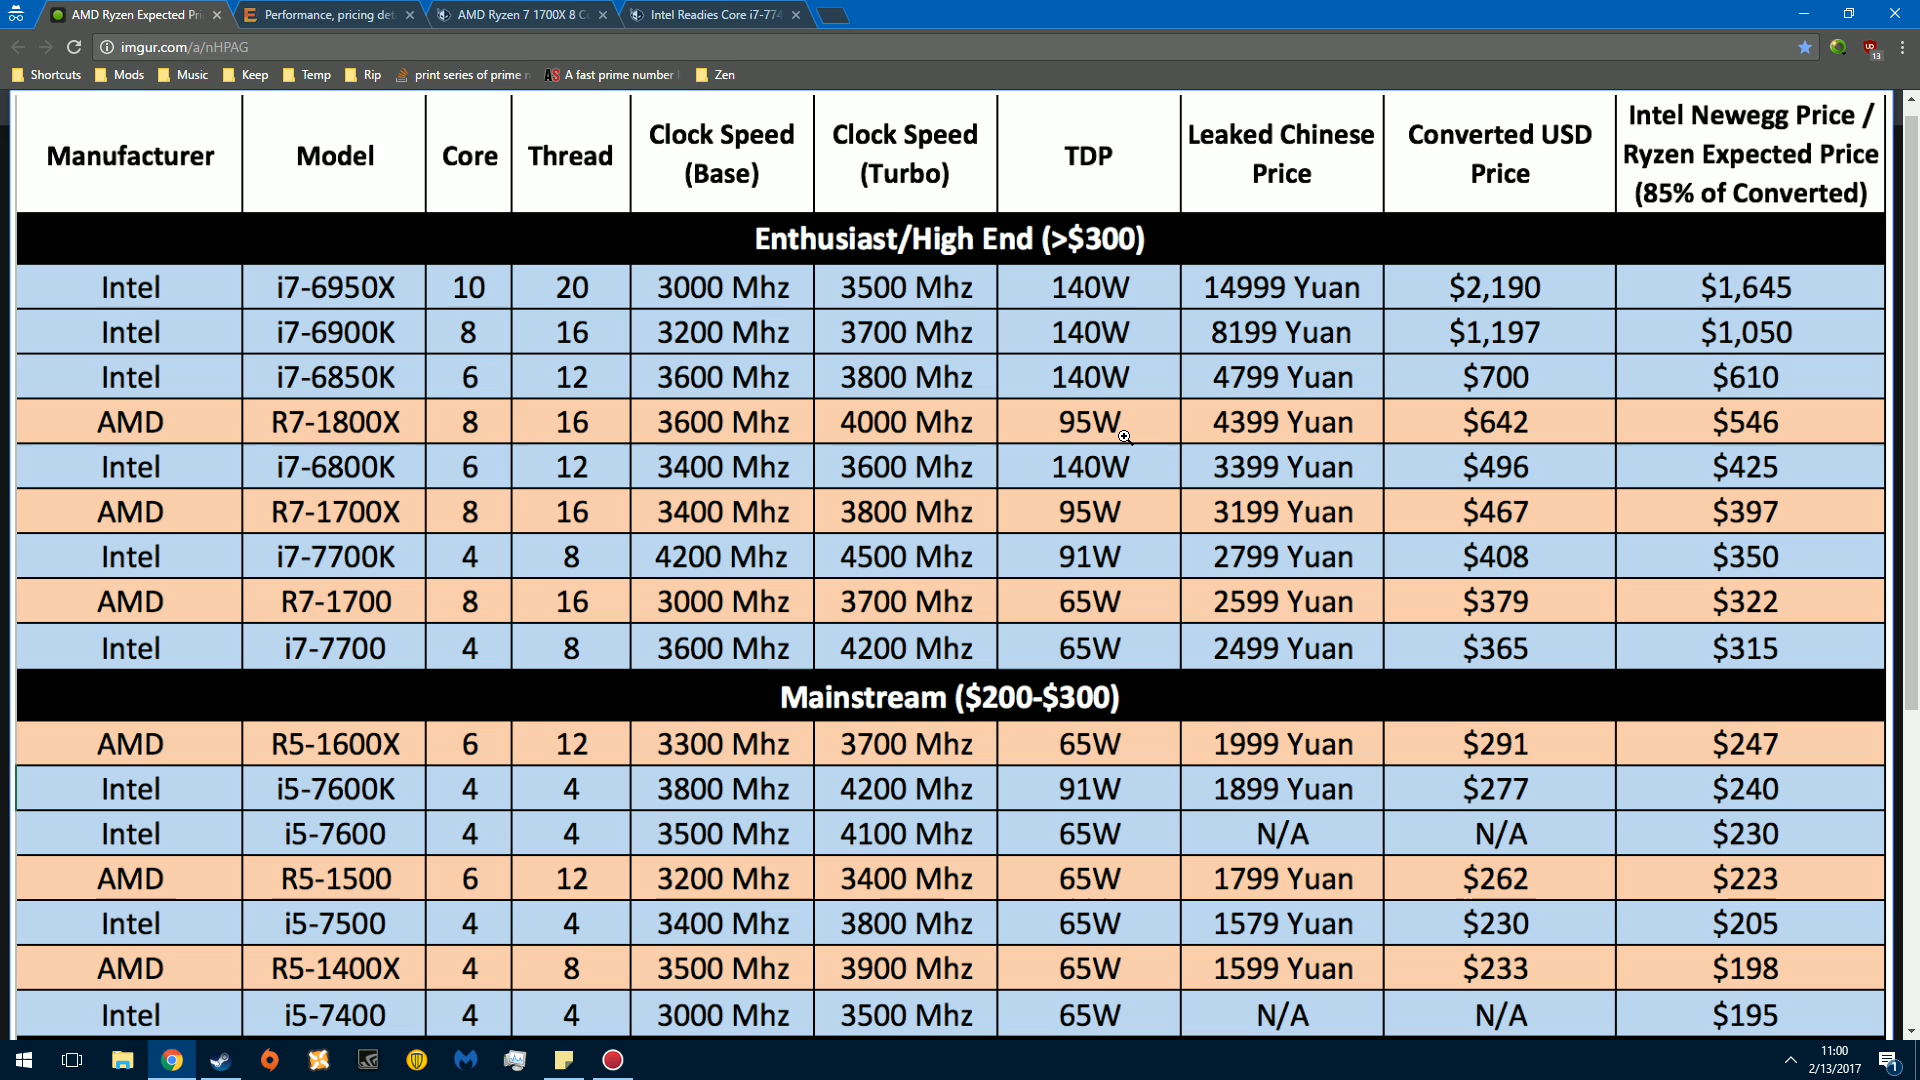 AMD Ryzen Expected Pri
Performance, pricing det
AMD Ryzen 7 1700X 8 C
Intel Readies Core i7-774
imgur.com/a/nHPAG
13
Shortcuts Mods Music Keep Temp Rip print series of prime n A fast prime number Zen
Manufacturer Model Core Thread Clock Speed (Base) Clock Speed (Turbo) TDP Leaked Chinese Price Converted USD Price Intel Newegg Price / Ryzen Expected Price (85% of Converted)
Enthusiast/High End (>$300)
Intel i7-6950X 10 20 3000 Mhz 3500 Mhz 140W 14999 Yuan $2,190 $1,645
Intel i7-6900K 8 16 3200 Mhz 3700 Mhz 140W 8199 Yuan $1,197 $1,050
Intel i7-6850K 6 12 3600 Mhz 3800 Mhz 140W 4799 Yuan $700 $610
AMD R7-1800X 8 16 3600 Mhz 4000 Mhz 95W 4399 Yuan $642 $546
Intel i7-6800K 6 12 3400 Mhz 3600 Mhz 140W 3399 Yuan $496 $425
AMD R7-1700X 8 16 3400 Mhz 3800 Mhz 95W 3199 Yuan $467 $397
Intel i7-7700K 4 8 4200 Mhz 4500 Mhz 91W 2799 Yuan $408 $350
AMD R7-1700 8 16 3000 Mhz 3700 Mhz 65W 2599 Yuan $379 $322
Intel i7-7700 4 8 3600 Mhz 4200 Mhz 65W 2499 Yuan $365 $315
Mainstream ($200-$300)
AMD R5-1600X 6 12 3300 Mhz 3700 Mhz 65W 1999 Yuan $291 $247
Intel i5-7600K 4 4 3800 Mhz 4200 Mhz 91W 1899 Yuan $277 $240
Intel i5-7600 4 4 3500 Mhz 4100 Mhz 65W N/A N/A $230
AMD R5-1500 6 12 3200 Mhz 3400 Mhz 65W 1799 Yuan $262 $223
Intel i5-7500 4 4 3400 Mhz 3800 Mhz 65W 1579 Yuan $230 $205
AMD R5-1400X 4 8 3500 Mhz 3900 Mhz 65W 1599 Yuan $233 $198
Intel i5-7400 4 4 3000 Mhz 3500 Mhz 65W N/A N/A $195
11:00
2/13/2017
1